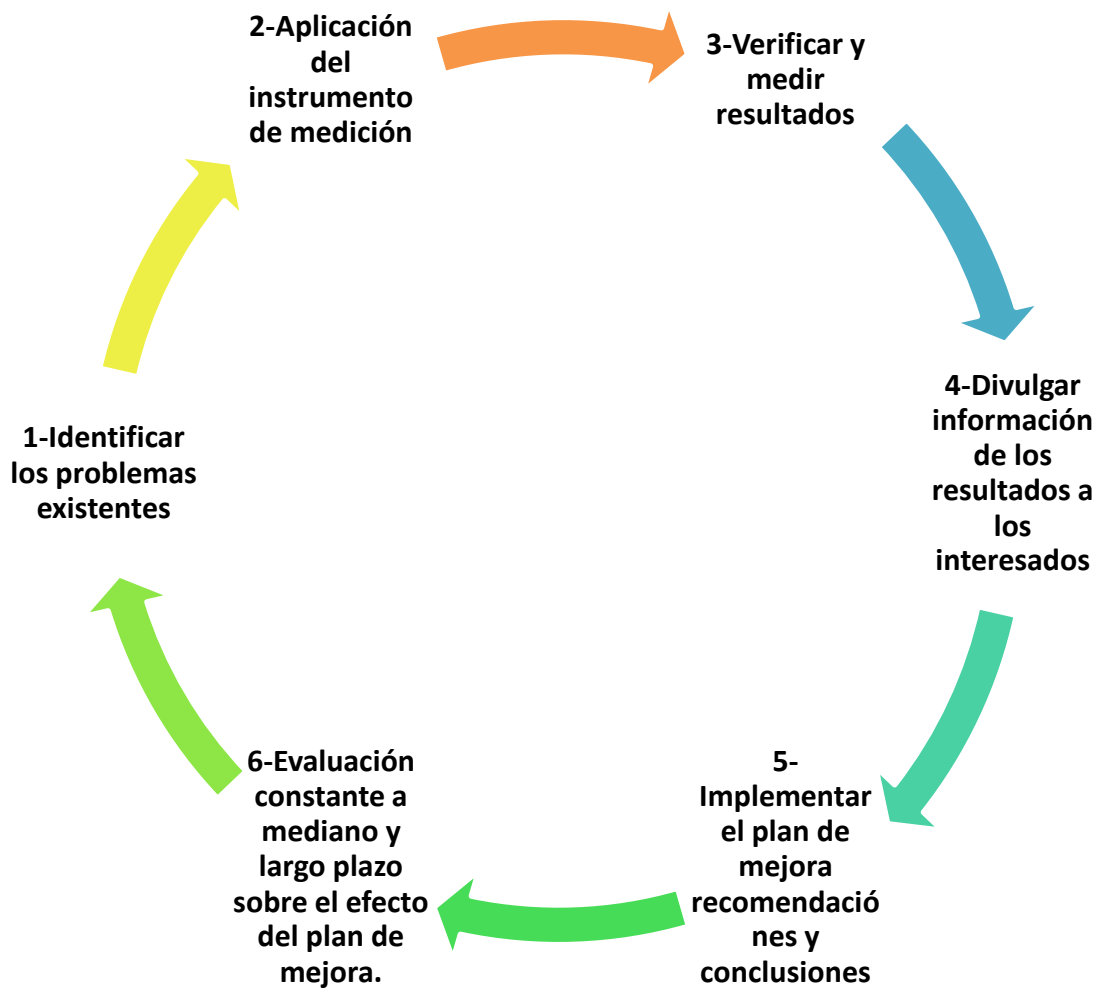 1-Identificar
los problemas
existentes
2-Aplicación
del
instrumento
de medición
3-Verificar y
medir
resultados
4-Divulgar
información
de los
resultados a
los
interesados
5-
Implementar
el plan de
mejora
recomendació
nes y
conclusiones
6-Evaluación
constante a
mediano y
largo plazo
sobre el efecto
del plan de
mejora.